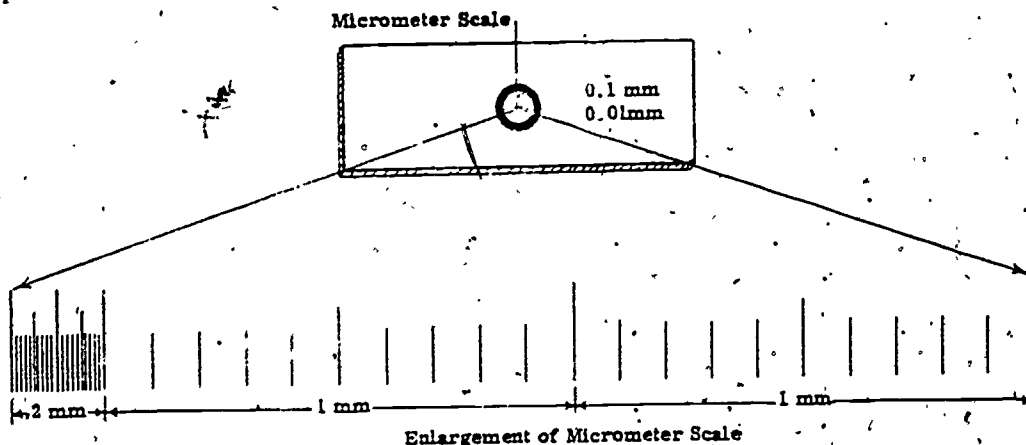 Micrometer Scale
0.1 mm
0.01mm
.2 mm
1 mm
1 mm
Enlargement of Micrometer Scale